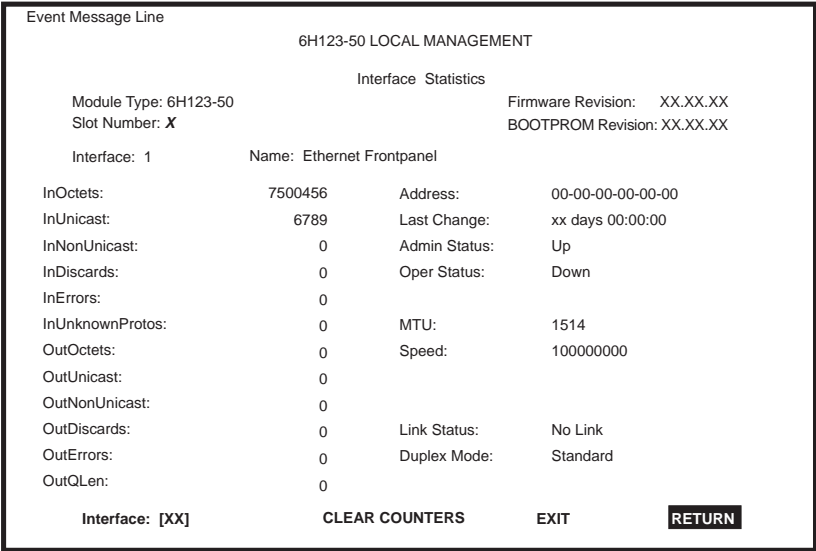 Event Message Line
6H123-50 LOCAL MANAGEMENT
Interface Statistics
Module Type: 6H123-50 Firmware Revision: XX.XX.XX
Slot Number: X BOOTPROM Revision: XX.XX.XX
Interface: 1 Name: Ethernet Frontpanel
InOctets: 7500456 Address: 00-00-00-00-00-00
InUnicast: 6789 Last Change: xx days 00:00:00
InNonUnicast: 0 Admin Status: Up
InDiscards: 0 Oper Status: Down
InErrors: 0
InUnknownProtos: 0 MTU: 1514
OutOctets: 0 Speed: 100000000
OutUnicast: 0
OutNonUnicast: 0
OutDiscards: 0 Link Status: No Link
OutErrors: 0 Duplex Mode: Standard
OutQLen: 0
Interface: [XX] CLEAR COUNTERS EXIT RETURN